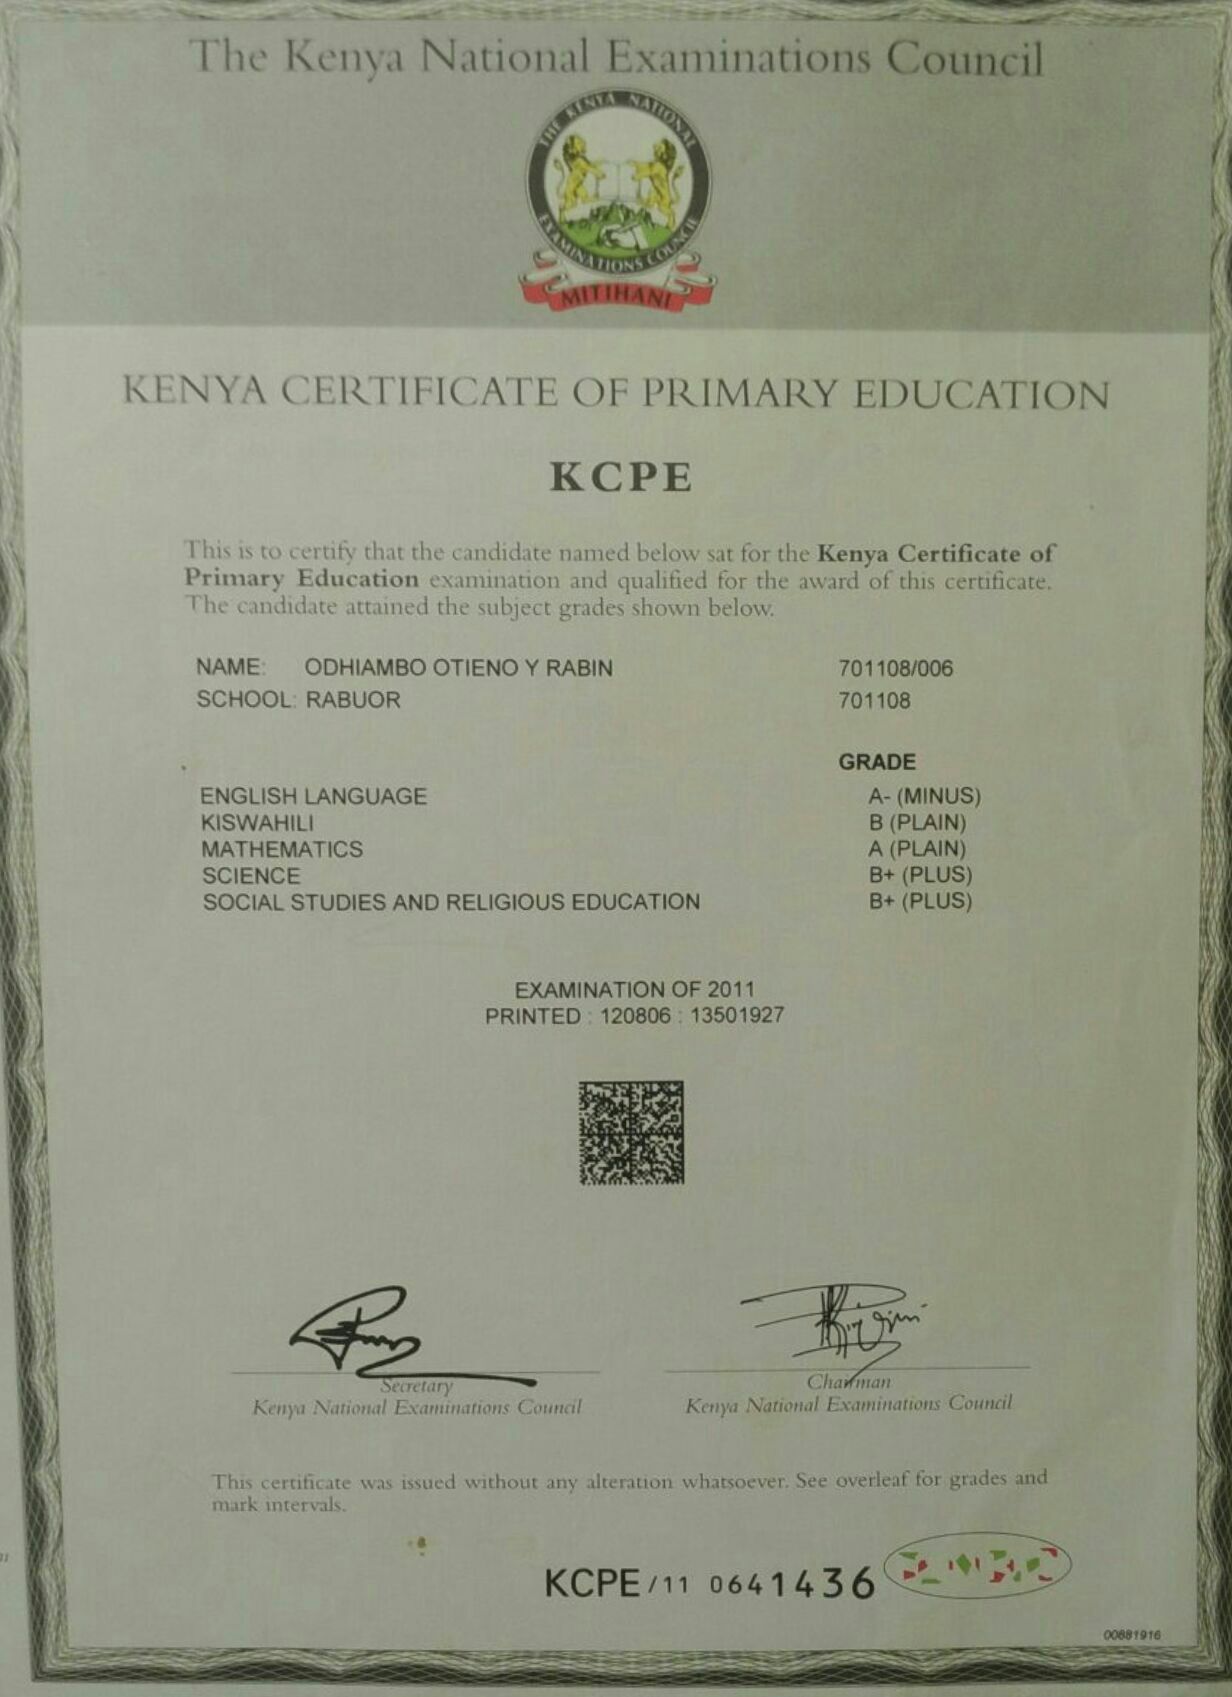 The Kenya National Examinations Council
THE KENYA NATIONAL
EXAMINATIONS COUNCIL
MITIHANI
KENYA CERTIFICATE OF PRIMARY EDUCATION
KCPE
This is to certify that the candidate named below sat for the Kenya Certificate of
Primary Education examination and qualified for the award of this certificate.
The candidate attained the subject grades shown below.
NAME: ODHIAMBO OTIENO Y RABIN 701108/006
SCHOOL: RABUOR 701108
GRADE
ENGLISH LANGUAGE A- (MINUS)
KISWAHILI B (PLAIN)
MATHEMATICS A (PLAIN)
SCIENCE B+ (PLUS)
SOCIAL STUDIES AND RELIGIOUS EDUCATION B+ (PLUS)
EXAMINATION OF 2011
PRINTED : 120806 : 13501927
Secretary
Kenya National Examinations Council
Chairman
Kenya National Examinations Council
This certificate was issued without any alteration whatsoever. See overleaf for grades and
mark intervals.
KCPE/11 0641436
00881916